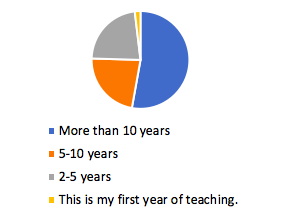 More than 10 years
5-10 years
2-5 years
This is my first year of teaching.